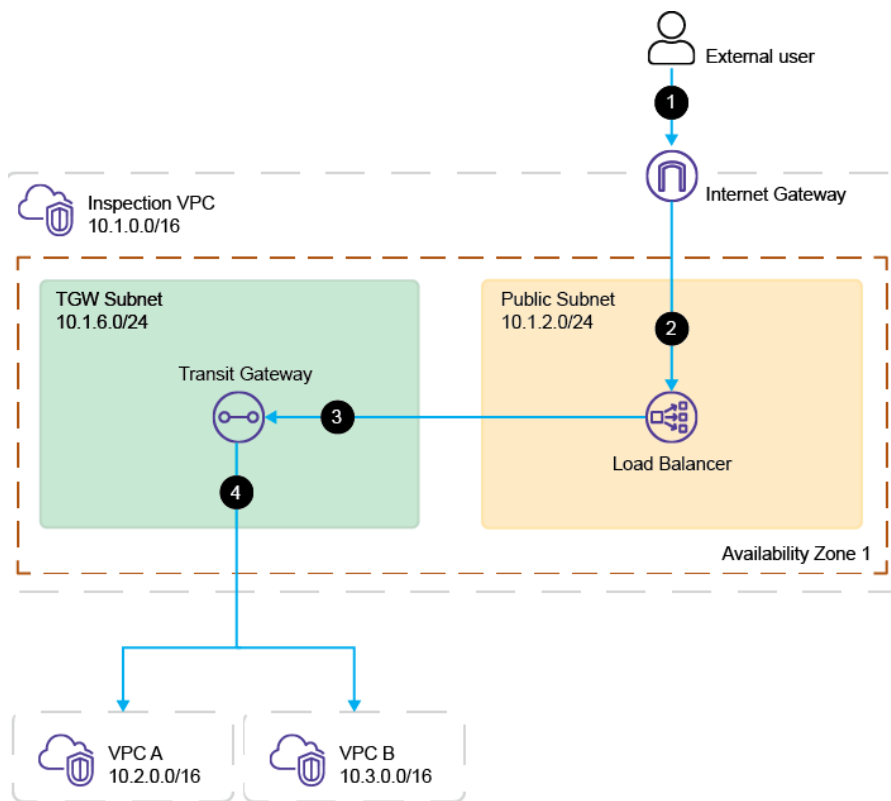 External user
1
Internet Gateway
Inspection VPC
10.1.0.0/16
TGW Subnet
10.1.6.0/24
Public Subnet
10.1.2.0/24
2
Transit Gateway
3
Load Balancer
4
Availability Zone 1
VPC A
10.2.0.0/16
VPC B
10.3.0.0/16